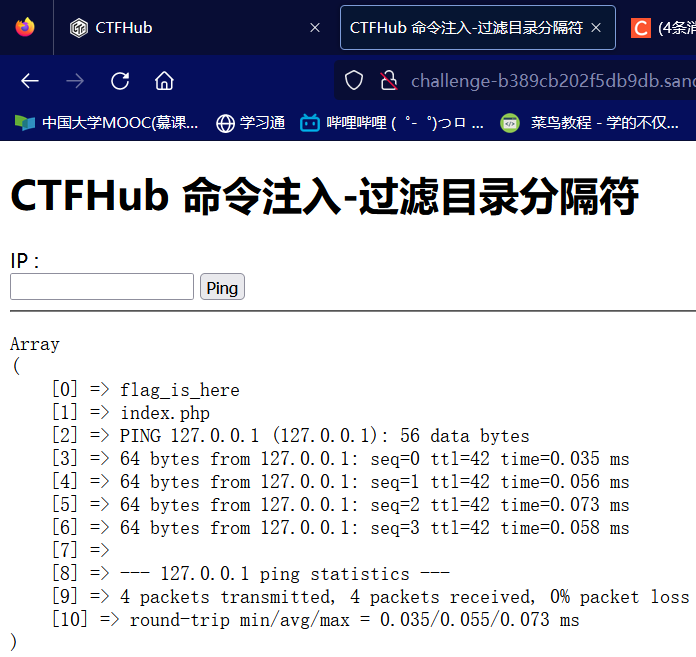 CTFHub
CTFHub 命令注入-过滤目录分隔符
C (4条消
challenge-b389cb202f5db9db.san
中国大学MOOC(慕课...
学习通
哔哩哔哩 ( ゜- ゜)つロ ...
菜鸟教程 - 学的不仅...
CTFHub 命令注入-过滤目录分隔符
IP :
Ping
Array
(
    [0] => flag_is_here
    [1] => index.php
    [2] => PING 127.0.0.1 (127.0.0.1): 56 data bytes
    [3] => 64 bytes from 127.0.0.1: seq=0 ttl=42 time=0.035 ms
    [4] => 64 bytes from 127.0.0.1: seq=1 ttl=42 time=0.056 ms
    [5] => 64 bytes from 127.0.0.1: seq=2 ttl=42 time=0.073 ms
    [6] => 64 bytes from 127.0.0.1: seq=3 ttl=42 time=0.058 ms
    [7] =>
    [8] => --- 127.0.0.1 ping statistics ---
    [9] => 4 packets transmitted, 4 packets received, 0% packet loss
    [10] => round-trip min/avg/max = 0.035/0.055/0.073 ms
)